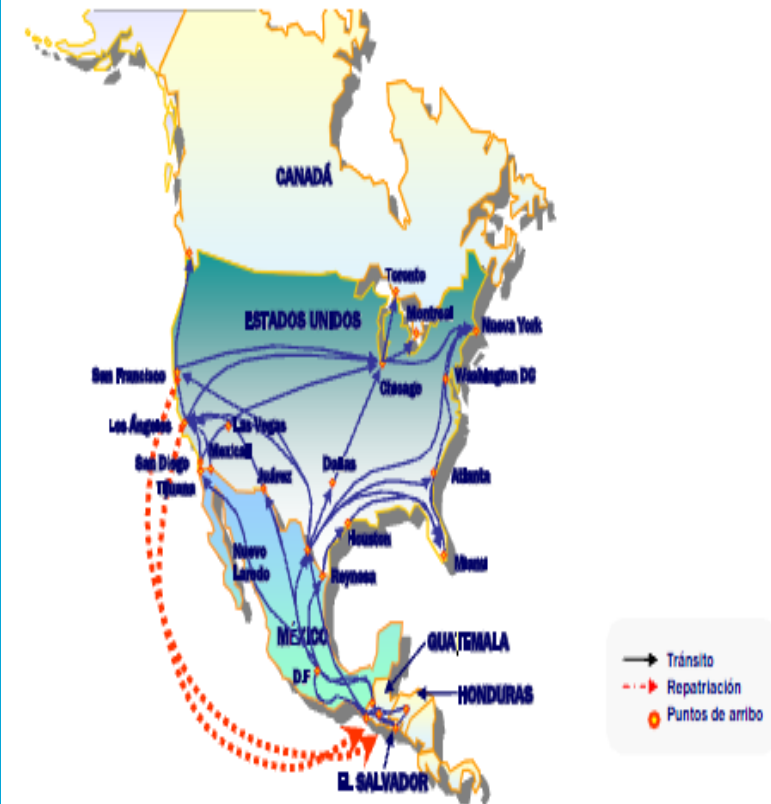 CANADÁ
Toronto
Montreal
ESTADOS UNIDOS
Nueva York
San Francisco
Chicago
Washington DC
Los Ángeles
Las Vegas
Mexicali
San Diego
Tijuana
Juárez
Dallas
Atlanta
Houston
Miami
Nuevo
Laredo
Reynosa
MÉXICO
D.F
GUATEMALA
HONDURAS
EL SALVADOR
Tránsito
Repatriación
Puntos de arribo